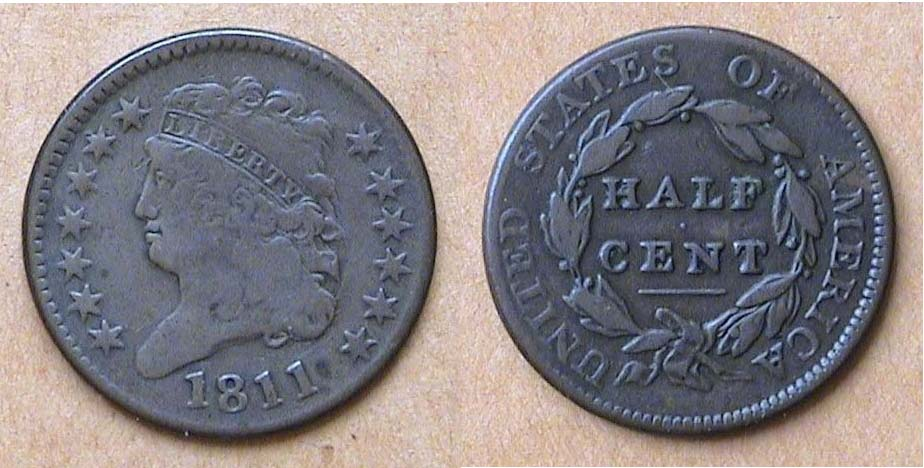 LIBERTY
1811
UNITED STATES OF AMERICA
HALF
CENT